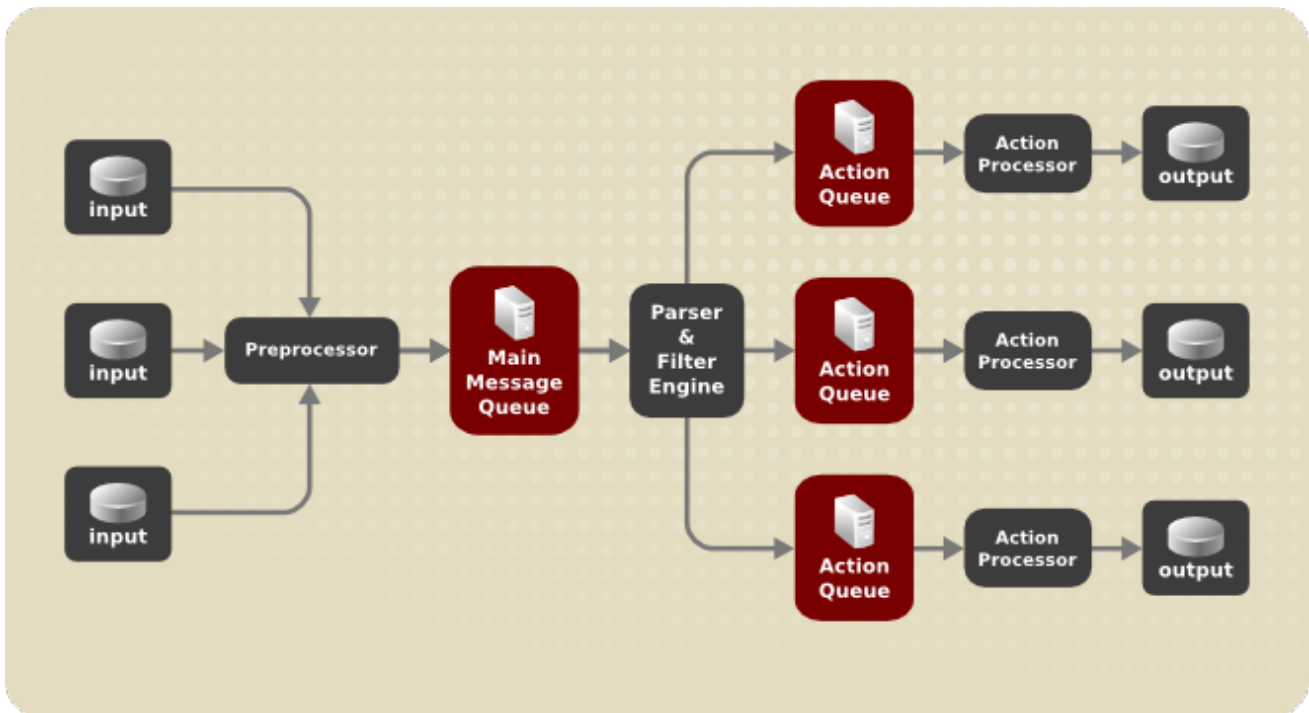 input
input
input
Preprocessor
Main
Message
Queue
Parser
&
Filter
Engine
Action
Queue
Action
Processor
output
Action
Queue
Action
Processor
output
Action
Queue
Action
Processor
output